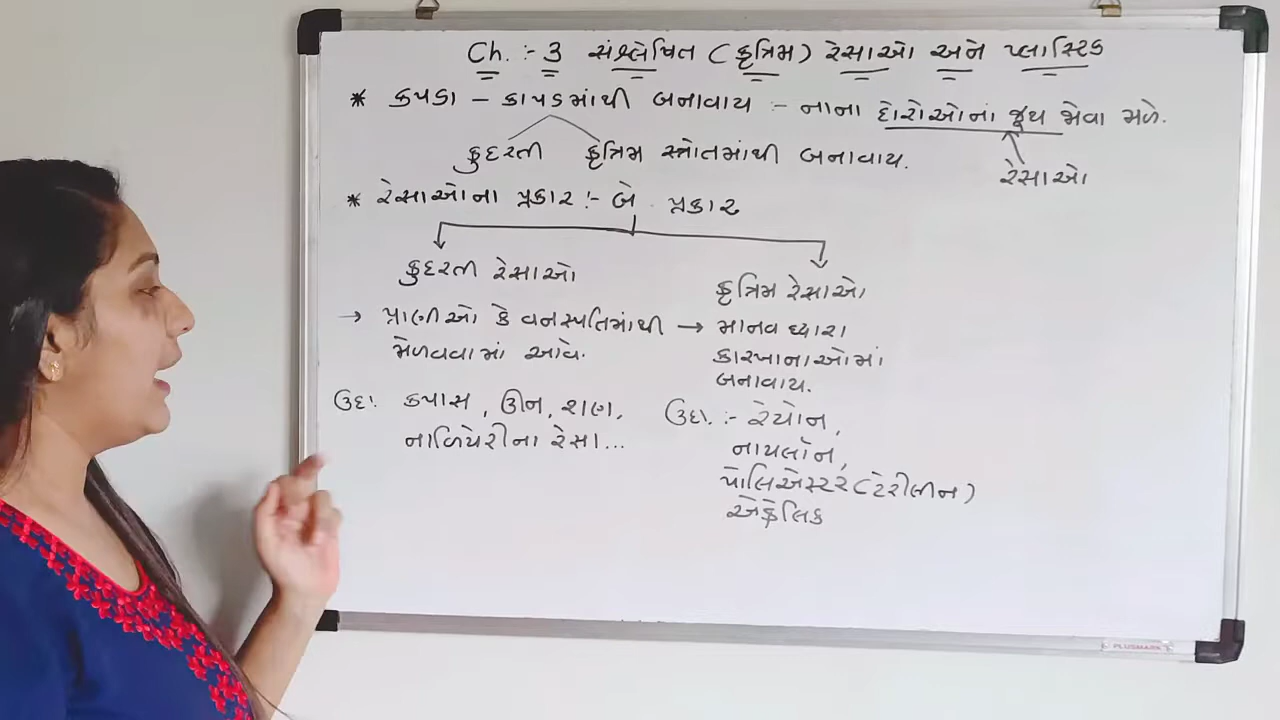 Ch. :- 3 સંશ્લેષિત (કૃત્રિમ) રેસાઓ અને પ્લાસ્ટિક
* કપડા - કાપડમાંથી બનાવાય :- નાના દોરાઓનાં જૂથ જોવા મળે.
કુદરતી કૃત્રિમ સ્ત્રોતમાંથી બનાવાય.
રેસાઓ
* રેસાઓના પ્રકાર :- બે પ્રકાર
કુદરતી રેસાઓ
કૃત્રિમ રેસાઓ
→ પ્રાણીઓ કે વનસ્પતિમાંથી
મેળવવામાં આવે.
→ માનવ દ્વારા
કારખાનાઓમાં
બનાવાય.
ઉદા. કપાસ, ઊન, શણ,
નાળિયેરીના રેસા...
ઉદા. :- રેયોન,
નાયલૉન,
પોલિએસ્ટર (ટેરીલીન)
એક્રેલિક
PLUSMARK